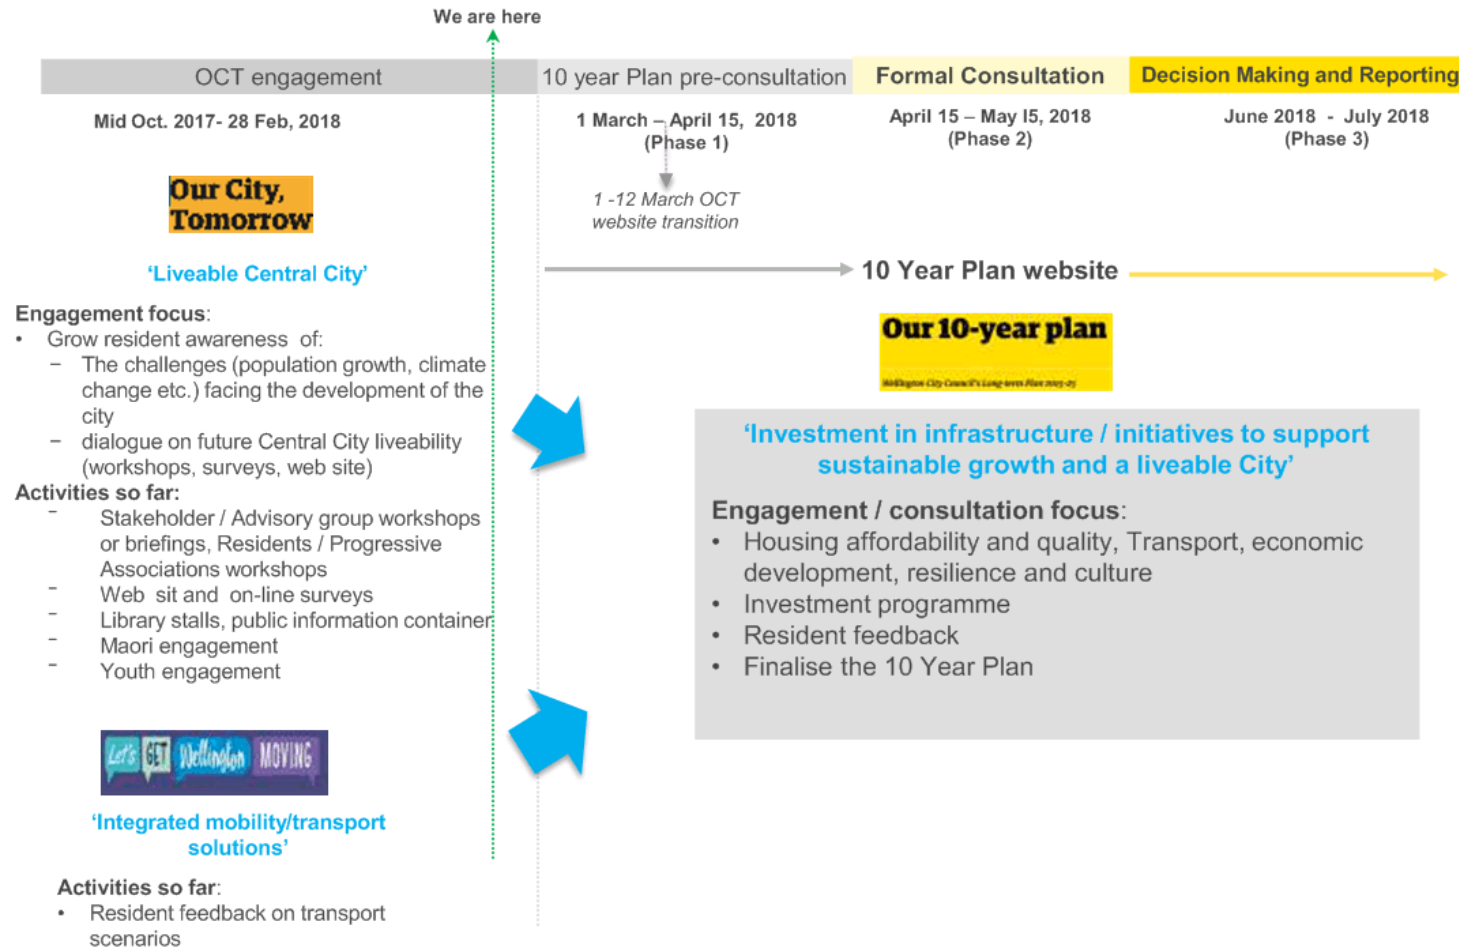 We are here
OCT engagement
10 year Plan pre-consultation
Formal Consultation
Decision Making and Reporting
Mid Oct. 2017- 28 Feb, 2018
1 March – April 15, 2018
(Phase 1)
April 15 – May I5, 2018
(Phase 2)
June 2018 - July 2018
(Phase 3)
1 -12 March OCT
website transition
Our City,
Tomorrow
‘Liveable Central City’
Engagement focus:
• Grow resident awareness of:
– The challenges (population growth, climate
change etc.) facing the development of the
city
– dialogue on future Central City liveability
(workshops, surveys, web site)
Activities so far:
– Stakeholder / Advisory group workshops
or briefings, Residents / Progressive
Associations workshops
– Web sit and on-line surveys
– Library stalls, public information container
– Maori engagement
– Youth engagement
Let's GET Wellington MOVING
‘Integrated mobility/transport
solutions’
Activities so far:
• Resident feedback on transport
scenarios
10 Year Plan website
Our 10-year plan
Wellington City Council's Long-term Plan 2015-25
‘Investment in infrastructure / initiatives to support
sustainable growth and a liveable City’
Engagement / consultation focus:
• Housing affordability and quality, Transport, economic
development, resilience and culture
• Investment programme
• Resident feedback
• Finalise the 10 Year Plan